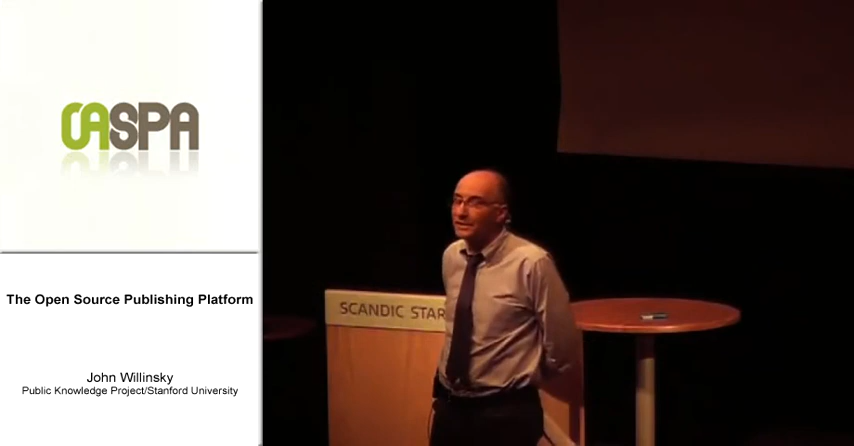 OASPA
The Open Source Publishing Platform
John Willinsky
Public Knowledge Project/Stanford University
SCANDIC STAR